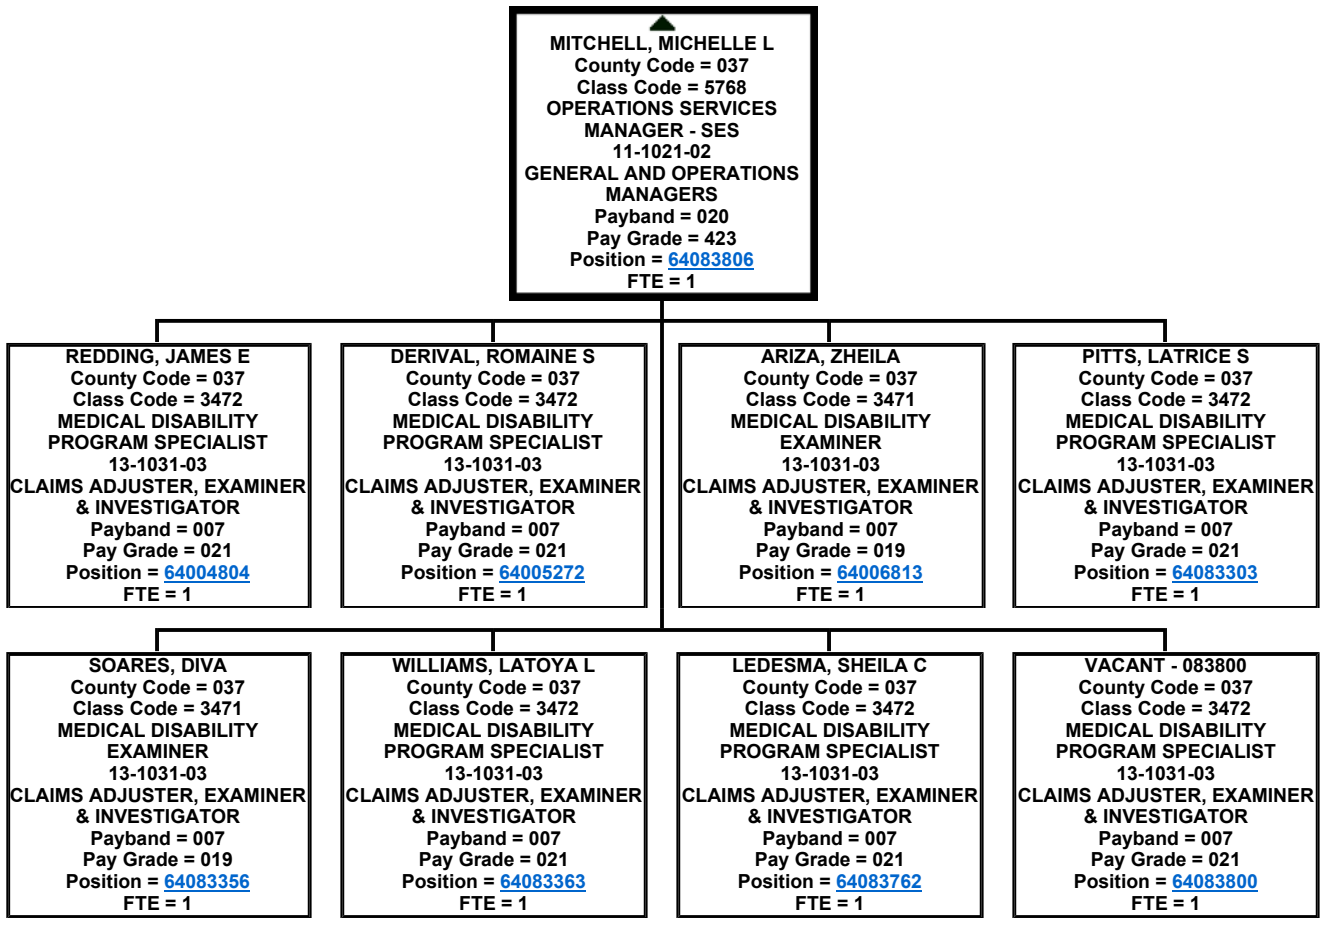 MITCHELL, MICHELLE L
County Code = 037
Class Code = 5768
OPERATIONS SERVICES
MANAGER - SES
11-1021-02
GENERAL AND OPERATIONS
MANAGERS
Payband = 020
Pay Grade = 423
Position = 64083806
FTE = 1
REDDING, JAMES E
County Code = 037
Class Code = 3472
MEDICAL DISABILITY
PROGRAM SPECIALIST
13-1031-03
CLAIMS ADJUSTER, EXAMINER
& INVESTIGATOR
Payband = 007
Pay Grade = 021
Position = 64004804
FTE = 1
DERIVAL, ROMAINE S
County Code = 037
Class Code = 3472
MEDICAL DISABILITY
PROGRAM SPECIALIST
13-1031-03
CLAIMS ADJUSTER, EXAMINER
& INVESTIGATOR
Payband = 007
Pay Grade = 021
Position = 64005272
FTE = 1
ARIZA, ZHEILA
County Code = 037
Class Code = 3471
MEDICAL DISABILITY
EXAMINER
13-1031-03
CLAIMS ADJUSTER, EXAMINER
& INVESTIGATOR
Payband = 007
Pay Grade = 019
Position = 64006813
FTE = 1
PITTS, LATRICE S
County Code = 037
Class Code = 3472
MEDICAL DISABILITY
PROGRAM SPECIALIST
13-1031-03
CLAIMS ADJUSTER, EXAMINER
& INVESTIGATOR
Payband = 007
Pay Grade = 021
Position = 64083303
FTE = 1
SOARES, DIVA
County Code = 037
Class Code = 3471
MEDICAL DISABILITY
EXAMINER
13-1031-03
CLAIMS ADJUSTER, EXAMINER
& INVESTIGATOR
Payband = 007
Pay Grade = 019
Position = 64083356
FTE = 1
WILLIAMS, LATOYA L
County Code = 037
Class Code = 3472
MEDICAL DISABILITY
PROGRAM SPECIALIST
13-1031-03
CLAIMS ADJUSTER, EXAMINER
& INVESTIGATOR
Payband = 007
Pay Grade = 021
Position = 64083363
FTE = 1
LEDESMA, SHEILA C
County Code = 037
Class Code = 3472
MEDICAL DISABILITY
PROGRAM SPECIALIST
13-1031-03
CLAIMS ADJUSTER, EXAMINER
& INVESTIGATOR
Payband = 007
Pay Grade = 021
Position = 64083762
FTE = 1
VACANT - 083800
County Code = 037
Class Code = 3472
MEDICAL DISABILITY
PROGRAM SPECIALIST
13-1031-03
CLAIMS ADJUSTER, EXAMINER
& INVESTIGATOR
Payband = 007
Pay Grade = 021
Position = 64083800
FTE = 1